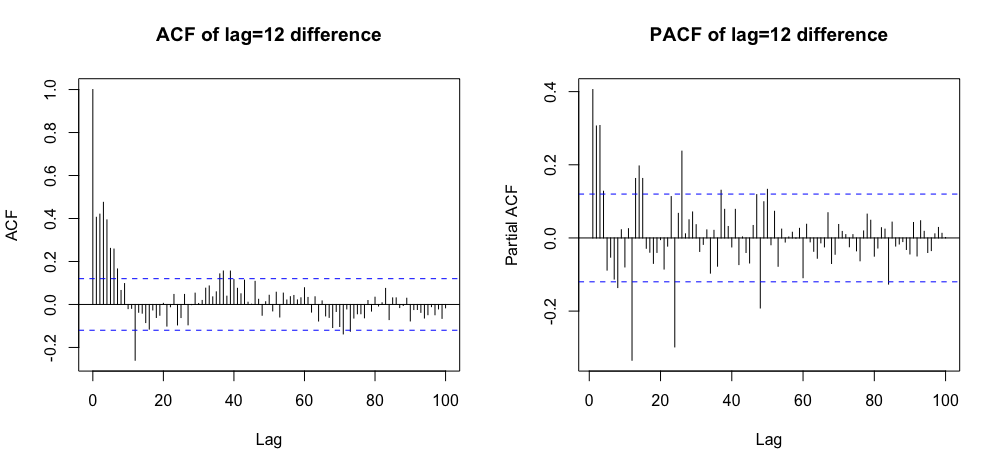 ACF of lag=12 difference
ACF
1.0
0.8
0.6
0.4
0.2
0.0
-0.2
0 20 40 60 80 100
Lag
PACF of lag=12 difference
Partial ACF
0.4
0.2
0.0
-0.2
0 20 40 60 80 100
Lag